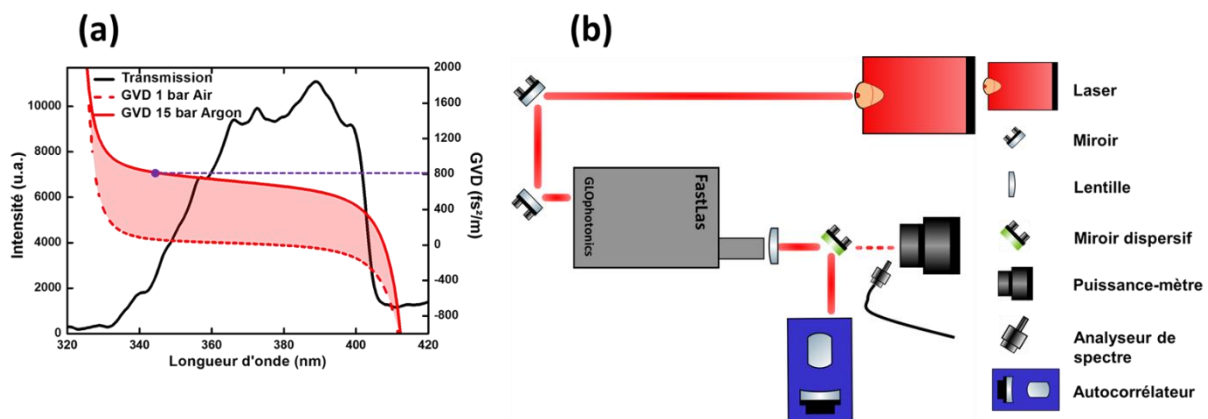 (a)
Transmission
GVD 1 bar Air
GVD 15 bar Argon
Intensité (u.a.)
10000
8000
6000
4000
2000
0
GVD (fs²/m)
2000
1600
1200
800
400
0
-400
-800
320 340 360 380 400 420
Longueur d'onde (nm)
(b)
GLOphotonics
FastLas
Laser
Miroir
Lentille
Miroir dispersif
Puissance-mètre
Analyseur de
spectre
Autocorrélateur